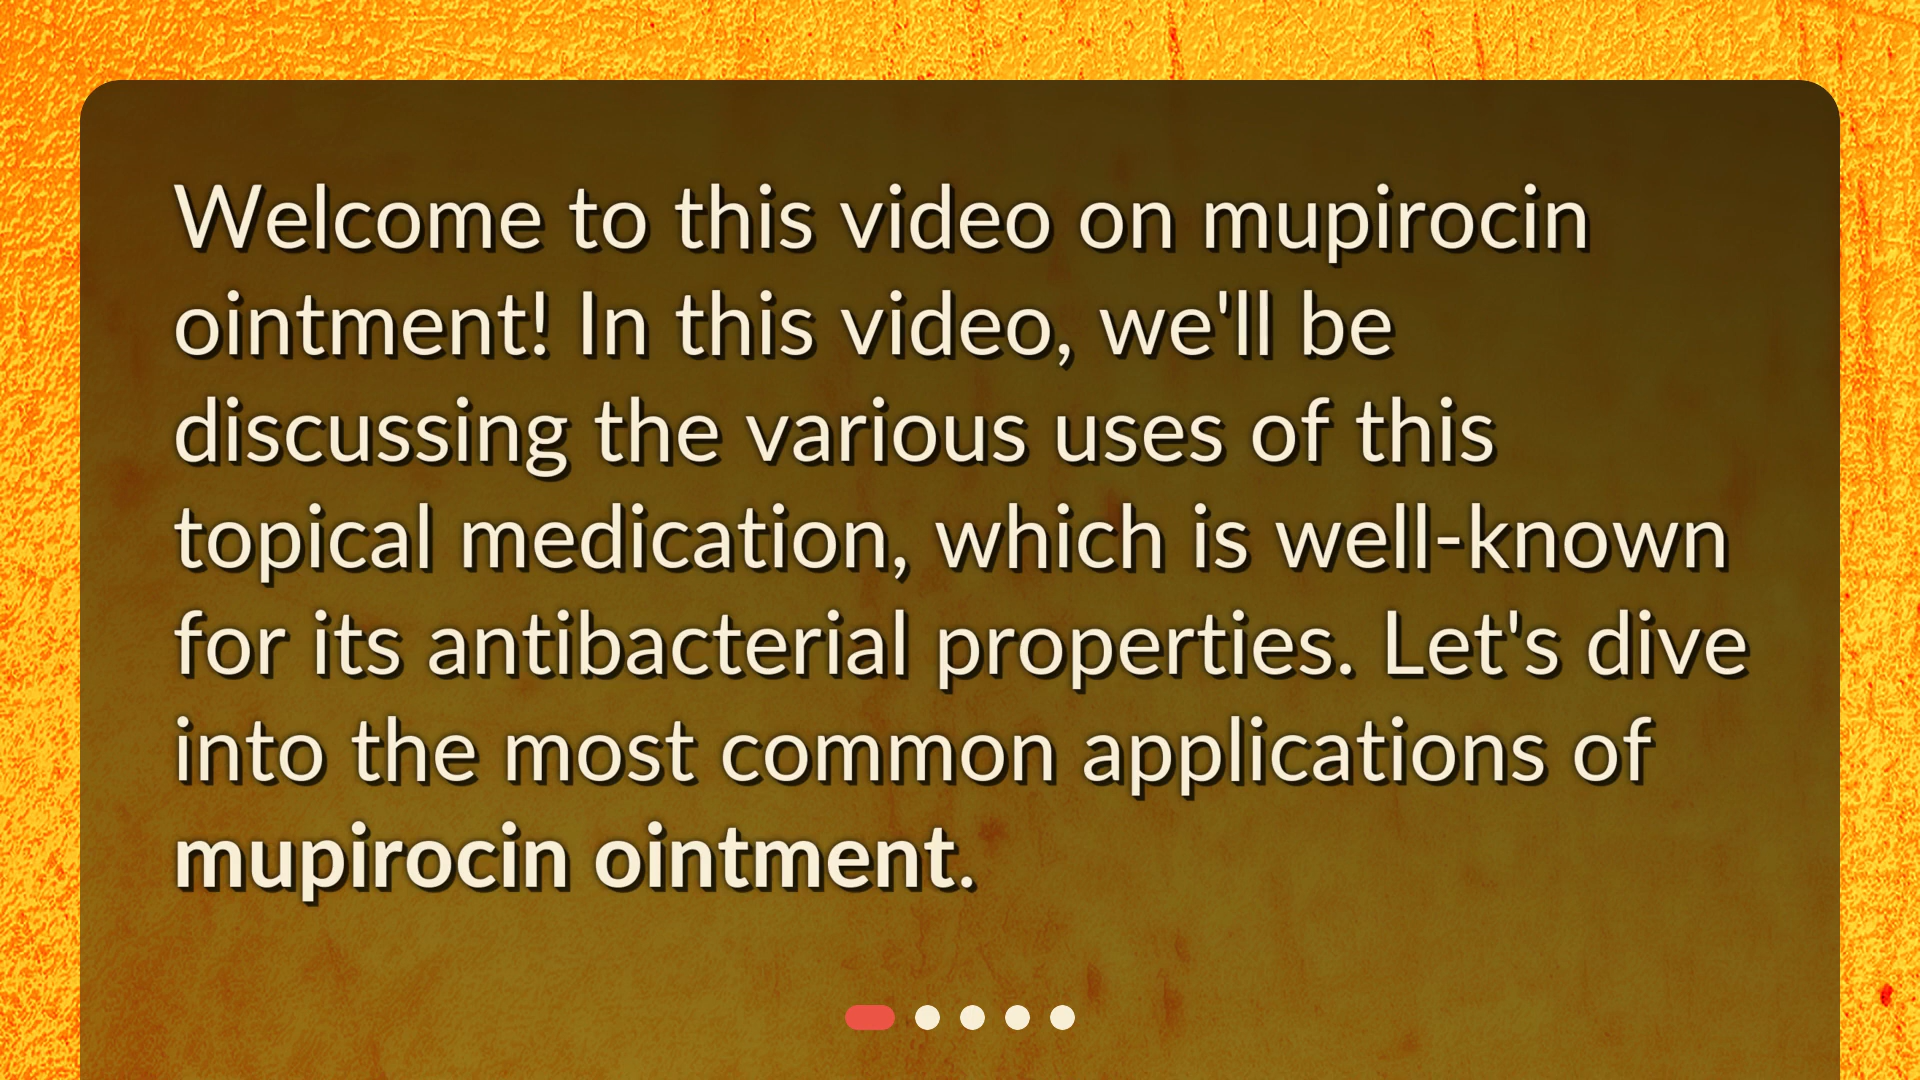 Welcome to this video on mupirocin
ointment! In this video, we'll be
discussing the various uses of this
topical medication, which is well-known
for its antibacterial properties. Let's dive
into the most common applications of
mupirocin ointment.